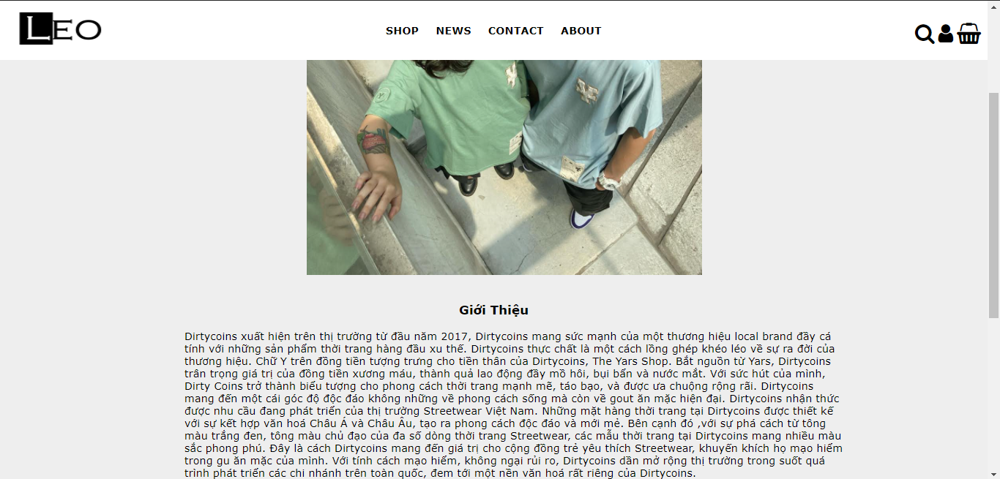 LEO
SHOP NEWS CONTACT ABOUT
Y
Giới Thiệu
Dirtycoins xuất hiện trên thị trường từ đầu năm 2017, Dirtycoins mang sức mạnh của một thương hiệu local brand đầy cá
tính với những sản phẩm thời trang hàng đầu xu thế. Dirtycoins thực chất là một cách lồng ghép khéo léo về sự ra đời của
thương hiệu. Chữ Y trên đồng tiền tượng trưng cho tiền thân của Dirtycoins, The Yars Shop. Bắt nguồn từ Yars, Dirtycoins
trân trọng giá trị của đồng tiền xương máu, thành quả lao động đầy mồ hôi, bụi bẩn và nước mắt. Với sức hút của mình,
Dirty Coins trở thành biểu tượng cho phong cách thời trang mạnh mẽ, táo bạo, và được ưa chuộng rộng rãi. Dirtycoins
mang đến một cái góc độ độc đáo không những về phong cách sống mà còn về gout ăn mặc hiện đại. Dirtycoins nhận thức
được nhu cầu đang phát triển của thị trường Streetwear Việt Nam. Những mặt hàng thời trang tại Dirtycoins được thiết kế
với sự kết hợp văn hoá Châu Á và Châu Âu, tạo ra phong cách độc đáo và mới mẻ. Bên cạnh đó ,với sự phá cách từ tông
màu trắng đen, tông màu chủ đạo của đa số dòng thời trang Streetwear, các mẫu thời trang tại Dirtycoins mang nhiều màu
sắc phong phú. Đây là cách Dirtycoins mang đến giá trị cho cộng đồng trẻ yêu thích Streetwear, khuyến khích họ mạo hiểm
trong gu ăn mặc của mình. Với tính cách mạo hiểm, không ngại rủi ro, Dirtycoins dần mở rộng thị trường trong suốt quá
trình phát triển các chi nhánh trên toàn quốc, đem tới một nền văn hoá rất riêng của Dirtycoins.